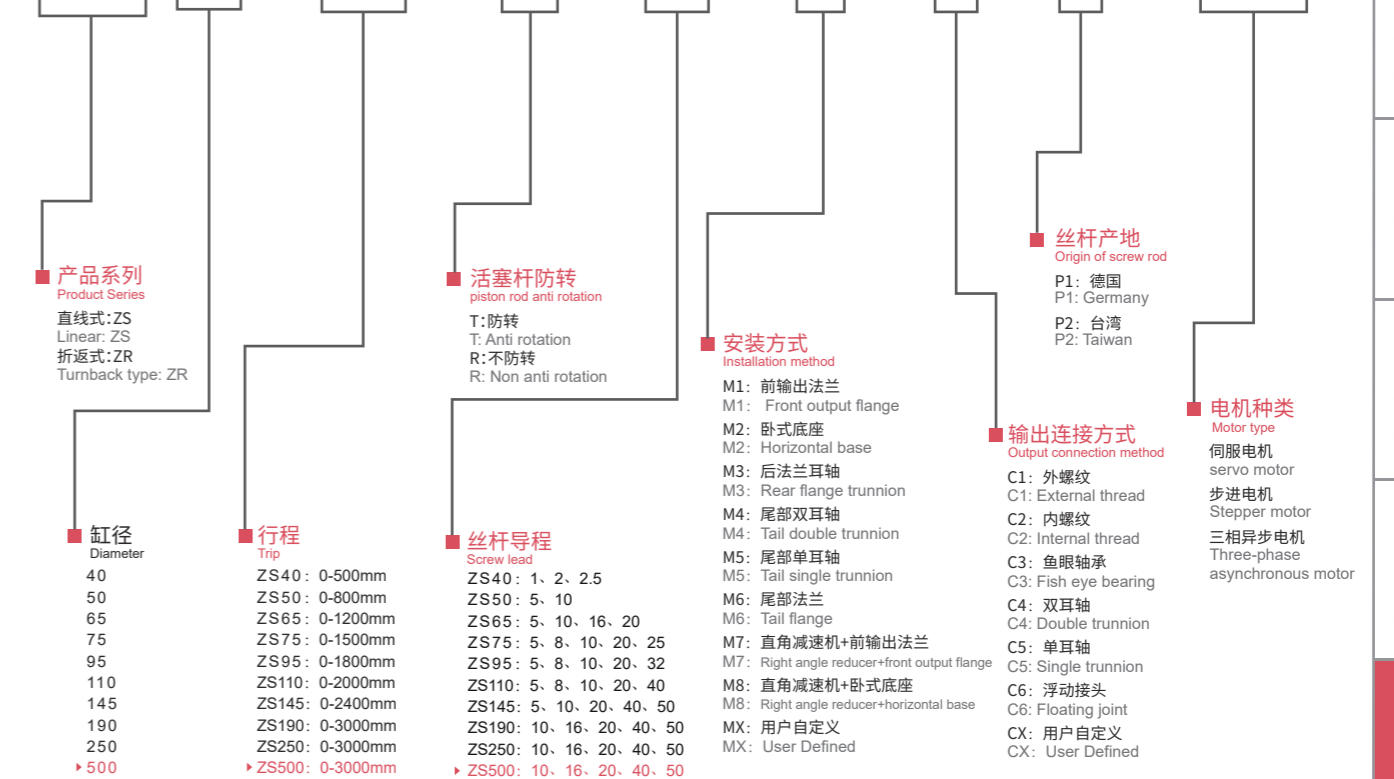 产品系列
Product Series
直线式:ZS
Linear: ZS
折返式:ZR
Turnback type: ZR
缸径
Diameter
40
50
65
75
95
110
145
190
250
500
行程
Trip
ZS40: 0-500mm
ZS50: 0-800mm
ZS65: 0-1200mm
ZS75: 0-1500mm
ZS95: 0-1800mm
ZS110: 0-2000mm
ZS145: 0-2400mm
ZS190: 0-3000mm
ZS250: 0-3000mm
ZS500: 0-3000mm
活塞杆防转
piston rod anti rotation
T:防转
T: Anti rotation
R:不防转
R: Non anti rotation
丝杆导程
Screw lead
ZS40: 1、2、2.5
ZS50: 5、10
ZS65: 5、10、16、20
ZS75: 5、8、10、20、25
ZS95: 5、8、10、20、32
ZS110: 5、8、10、20、40
ZS145: 5、10、20、40、50
ZS190: 10、16、20、40、50
ZS250: 10、16、20、40、50
ZS500: 10、16、20、40、50
安装方式
Installation method
M1: 前输出法兰
M1: Front output flange
M2: 卧式底座
M2: Horizontal base
M3: 后法兰耳轴
M3: Rear flange trunnion
M4: 尾部双耳轴
M4: Tail double trunnion
M5: 尾部单耳轴
M5: Tail single trunnion
M6: 尾部法兰
M6: Tail flange
M7: 直角减速机+前输出法兰
M7: Right angle reducer+front output flange
M8: 直角减速机+卧式底座
M8: Right angle reducer+horizontal base
MX: 用户自定义
MX: User Defined
输出连接方式
Output connection method
C1: 外螺纹
C1: External thread
C2: 内螺纹
C2: Internal thread
C3: 鱼眼轴承
C3: Fish eye bearing
C4: 双耳轴
C4: Double trunnion
C5: 单耳轴
C5: Single trunnion
C6: 浮动接头
C6: Floating joint
CX: 用户自定义
CX: User Defined
丝杆产地
Origin of screw rod
P1: 德国
P1: Germany
P2: 台湾
P2: Taiwan
电机种类
Motor type
伺服电机
servo motor
步进电机
Stepper motor
三相异步电机
Three-phase
asynchronous motor